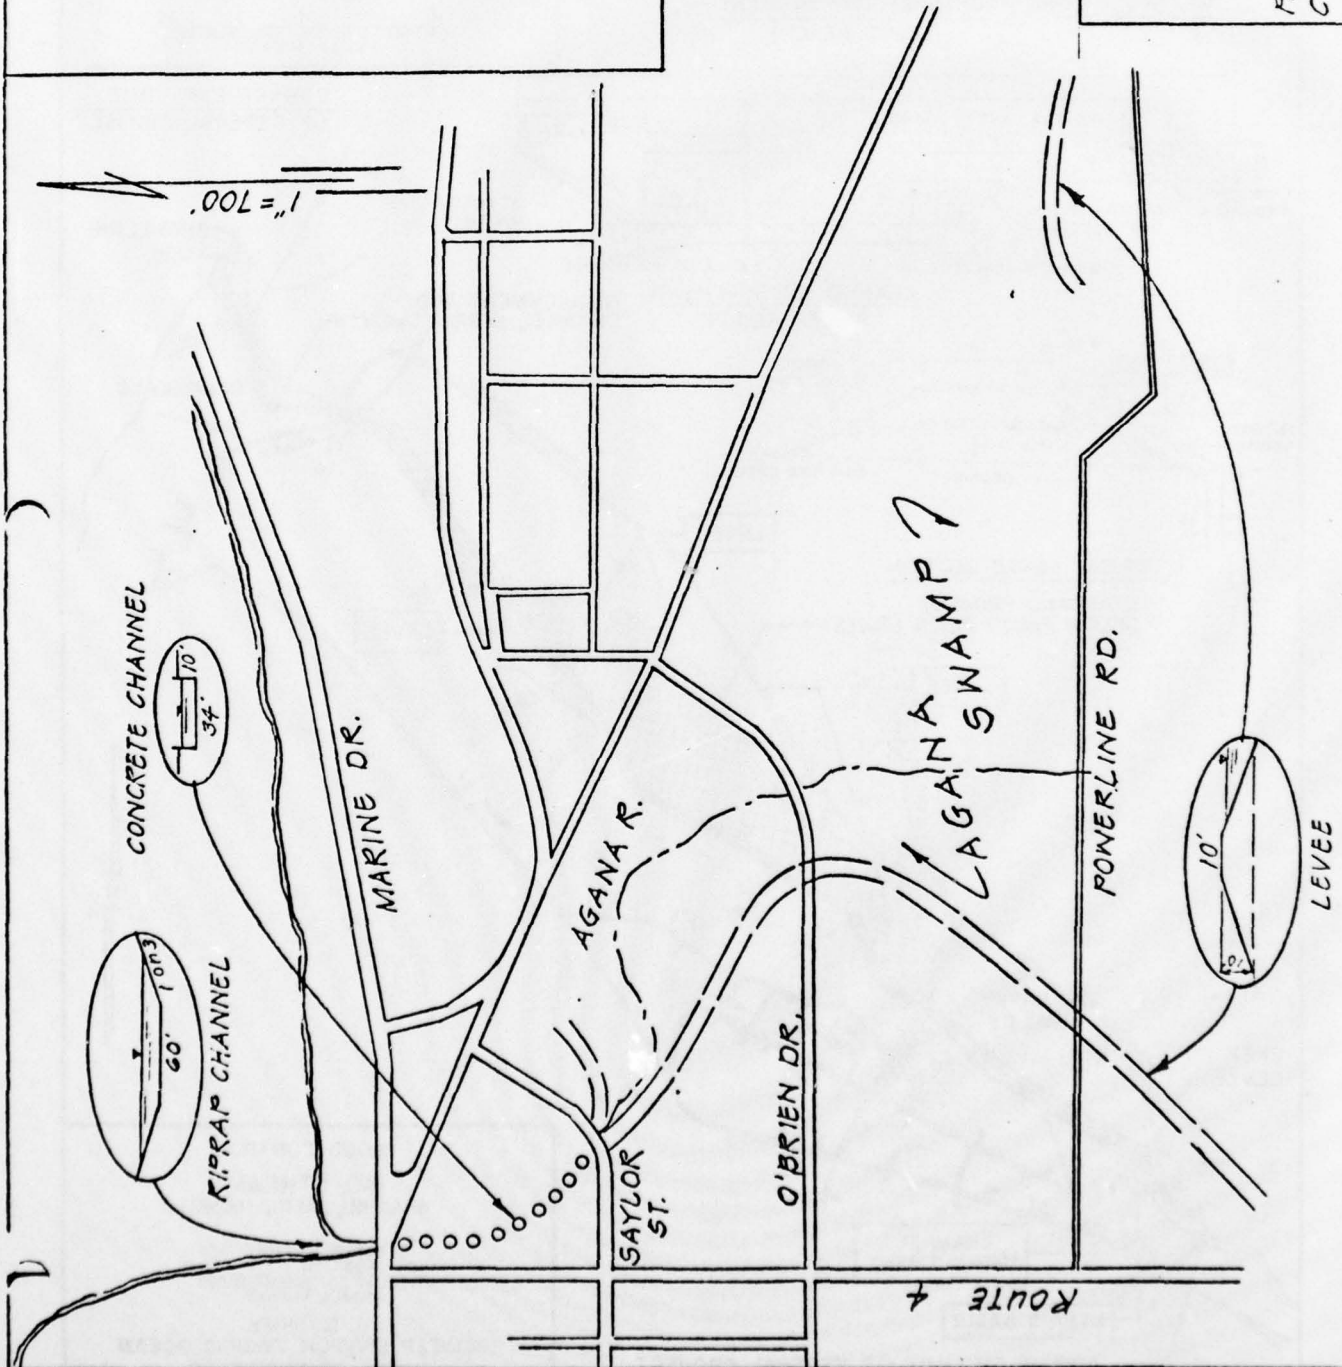 1"=700'
CONCRETE CHANNEL
10'
34'
MARINE DR.
60'
1 ON 3
RIPRAP CHANNEL
AGANA R.
SAYLOR
ST.
O'BRIEN DR.
AGANA
SWAMP
POWERLINE RD.
10'
10'
LEVEE
ROUTE 4